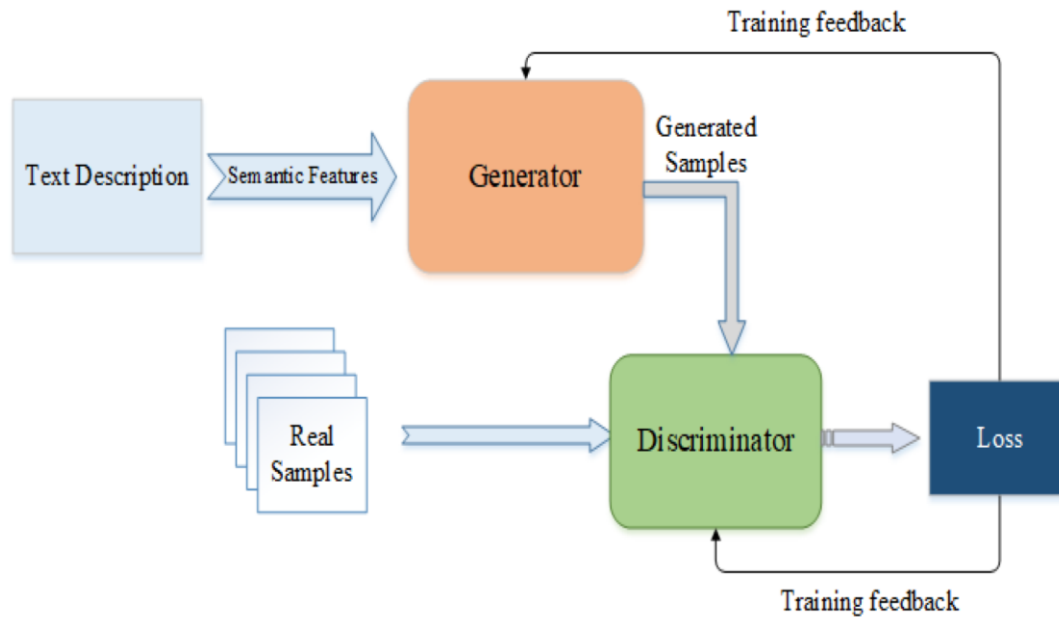 Training feedback
Text Description
Semantic Features
Generator
Generated
Samples
Real
Samples
Discriminator
Loss
Training feedback